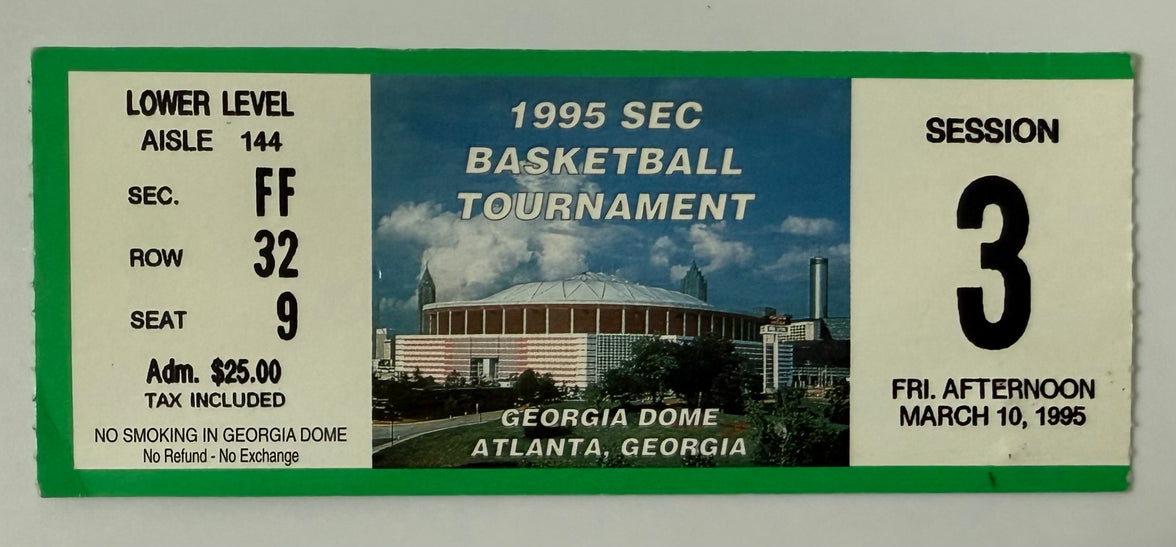 LOWER LEVEL
AISLE 144
SEC. FF
ROW 32
SEAT 9
Adm. $25.00
TAX INCLUDED
NO SMOKING IN GEORGIA DOME
No Refund - No Exchange
1995 SEC
BASKETBALL
TOURNAMENT
GEORGIA DOME
ATLANTA, GEORGIA
SESSION
3
FRI. AFTERNOON
MARCH 10, 1995